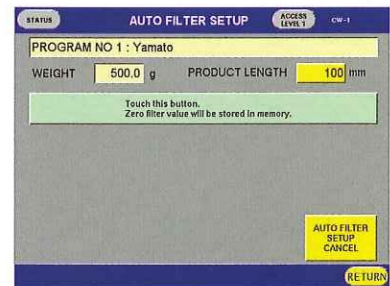 STATUS
AUTO FILTER SETUP
ACCESS
LEVEL 1
CW-1
PROGRAM NO 1 : Yamato
WEIGHT 500.0 g PRODUCT LENGTH 100 mm
Touch this button.
Zero filter value will be stored in memory.
AUTO FILTER
SETUP
CANCEL
RETURN